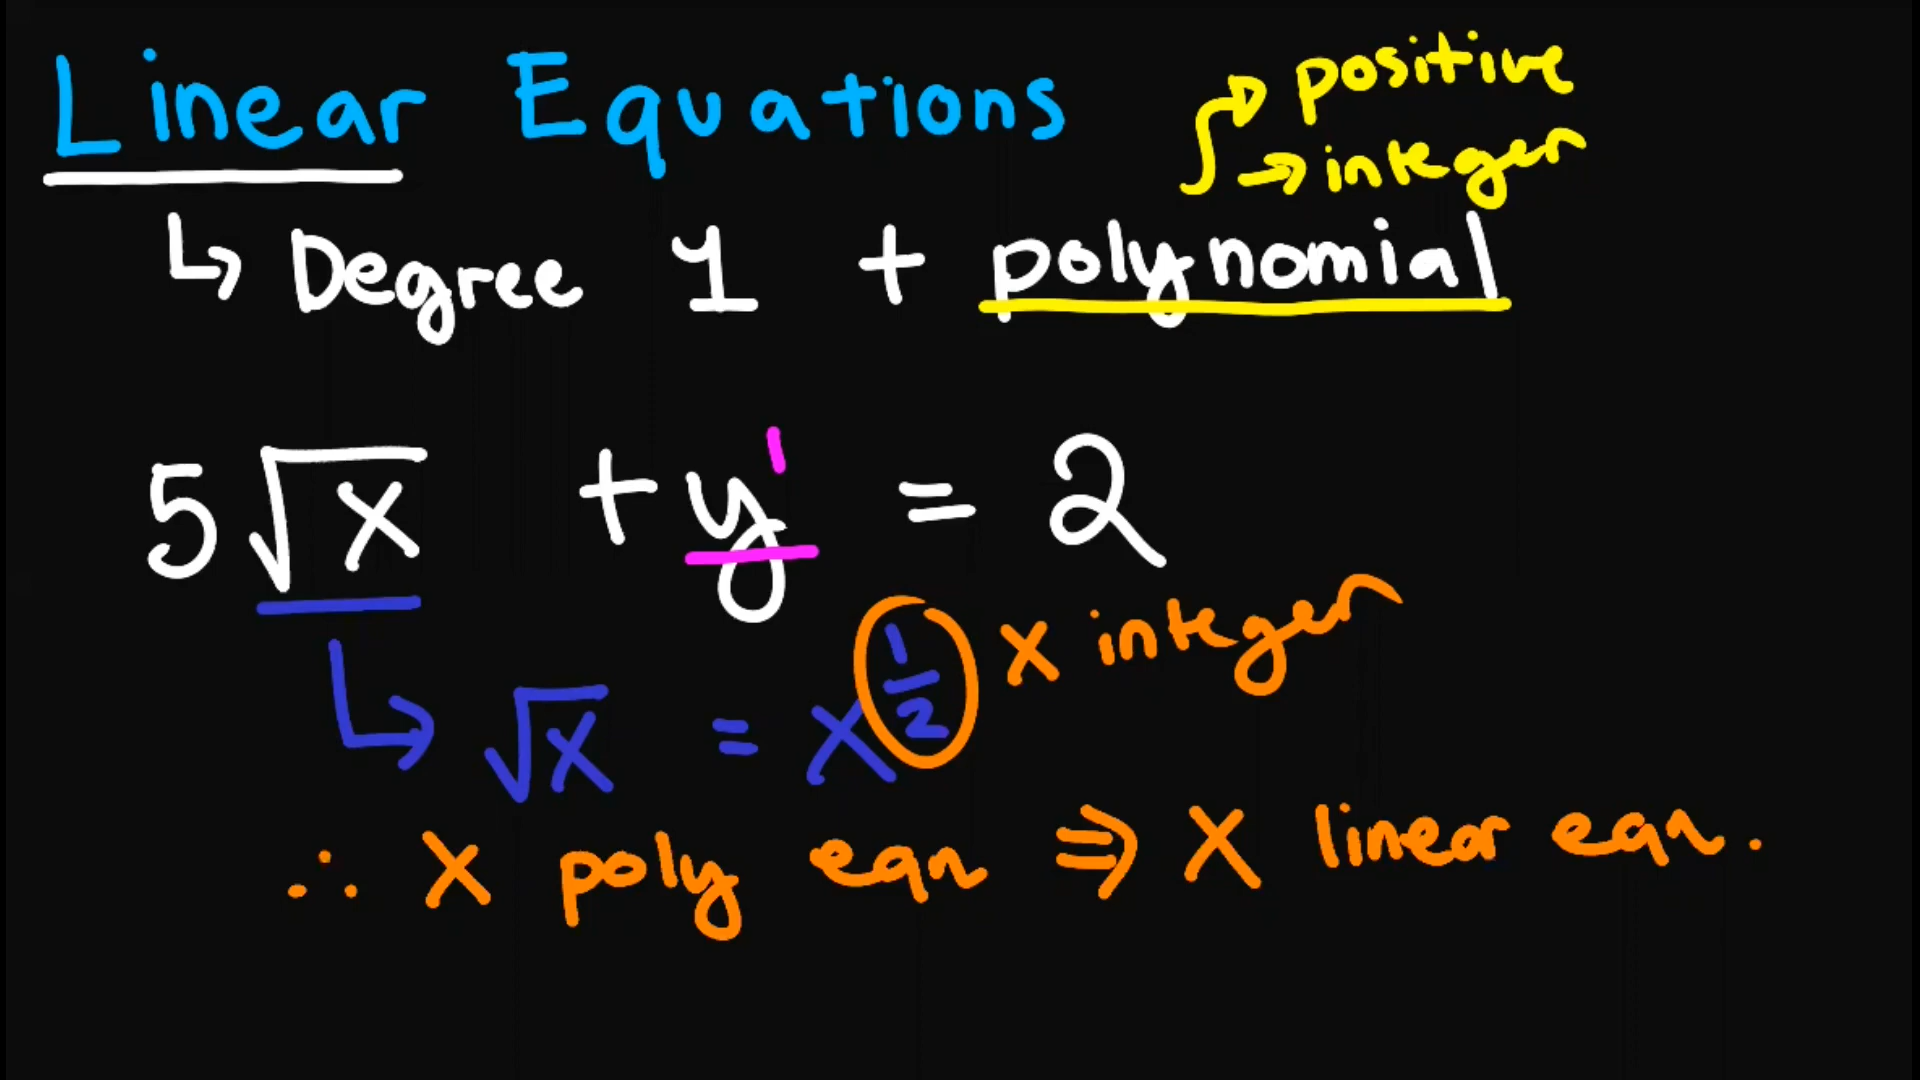 Linear Equations
→ positive
→ integer
↳ Degree 1 + polynomial
5√x + y¹ = 2
↳ √x = x^(1/2) X integer
∴ X poly eqn ⇒ X linear eqn.